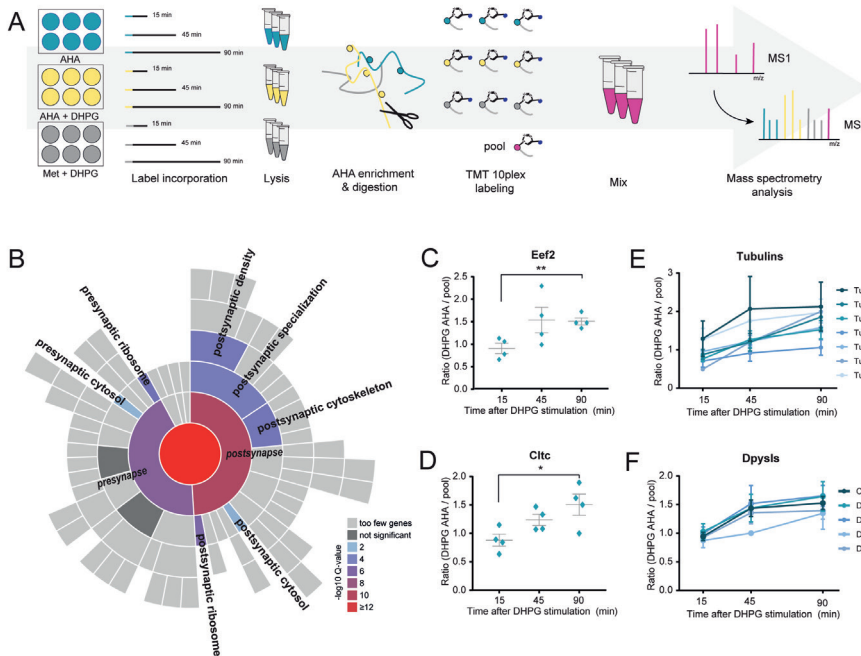 A
AHA
AHA + DHPG
Met + DHPG
15 min
45 min
90 min
15 min
45 min
90 min
15 min
45 min
90 min
Label incorporation
Lysis
AHA enrichment
& digestion
pool
TMT 10plex
labeling
Mix
MS1
m/z
MS
m/z
Mass spectrometry
analysis
B
postsynaptic density
postsynaptic specialization
postsynaptic cytoskeleton
postsynapse
postsynaptic cytosol
postsynaptic ribosome
presynapse
presynaptic cytosol
presynaptic ribosome
-log10 Q-value
too few genes
not significant
2
4
6
8
10
≥12
C
Eef2
**
Ratio (DHPG AHA / pool)
2.5
2.0
1.5
1.0
0.5
0.0
15
45
90
Time after DHPG stimulation (min)
D
Cltc
*
Ratio (DHPG AHA / pool)
2.0
1.5
1.0
0.5
0.0
15
45
90
Time after DHPG stimulation (min)
E
Tubulins
Ratio (DHPG AHA / pool)
3
2
1
0
15
45
90
Time after DHPG stimulation (min)
Tu
Tu
Tu
Tu
Tu
Tu
Tu
F
Dpysls
Ratio (DHPG AHA / pool)
2.0
1.5
1.0
0.5
0.0
15
45
90
Time after DHPG stimulation (min)
C
D
D
D
D